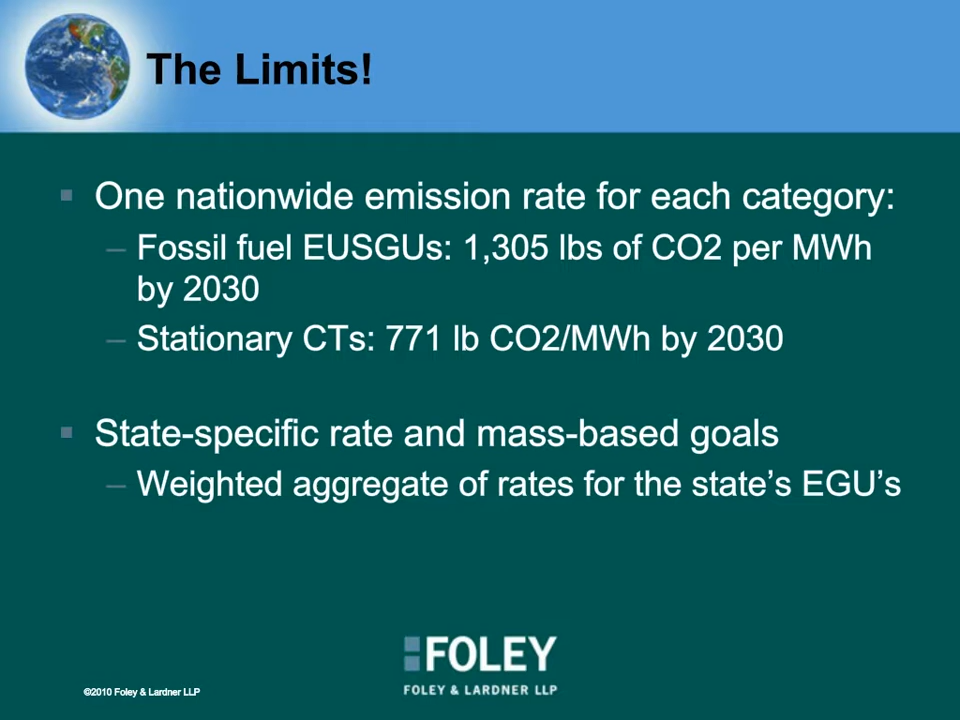 The Limits!
▪ One nationwide emission rate for each category:
– Fossil fuel EUSGUs: 1,305 lbs of CO2 per MWh
by 2030
– Stationary CTs: 771 lb CO2/MWh by 2030
▪ State-specific rate and mass-based goals
– Weighted aggregate of rates for the state’s EGU’s
FOLEY
FOLEY & LARDNER LLP
©2010 Foley & Lardner LLP